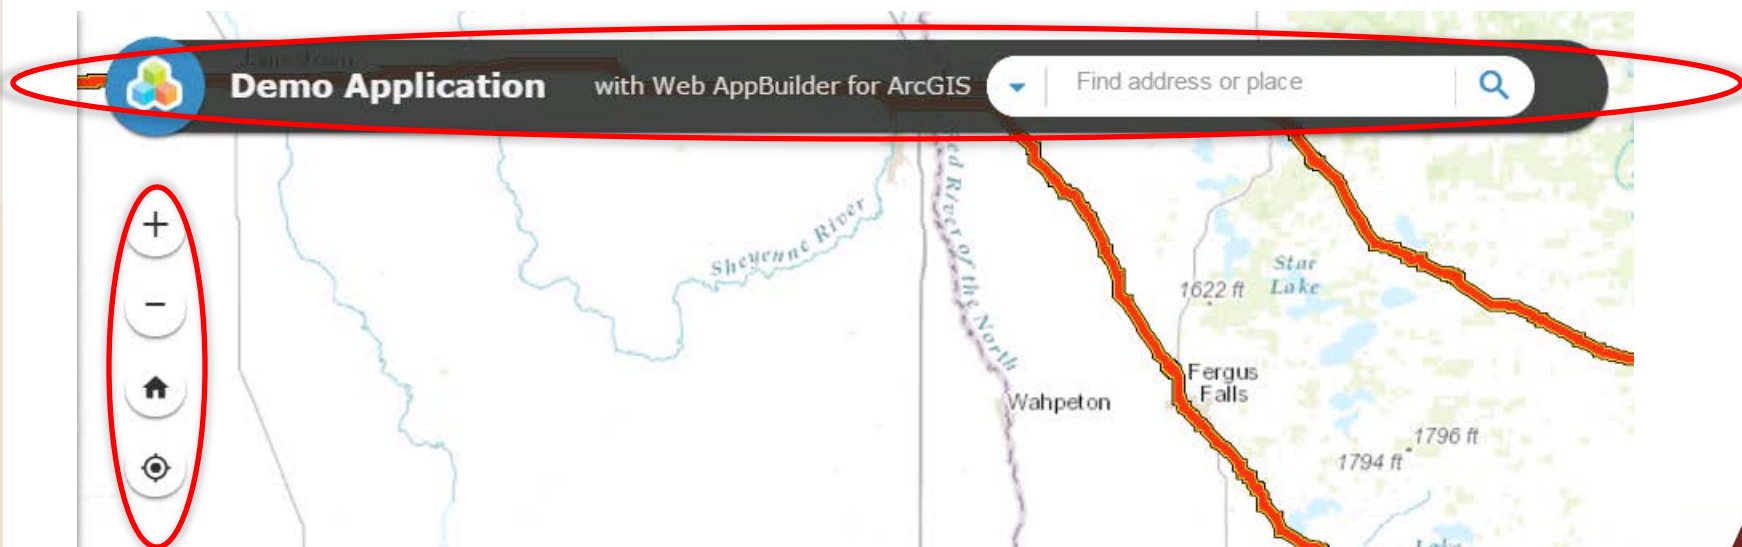 Demo Application with Web AppBuilder for ArcGIS Find address or place
Sheyenne River
Red River of the North
Star
Lake
1622 ft
Fergus
Falls
Wahpeton
1796 ft
1794 ft
Lake